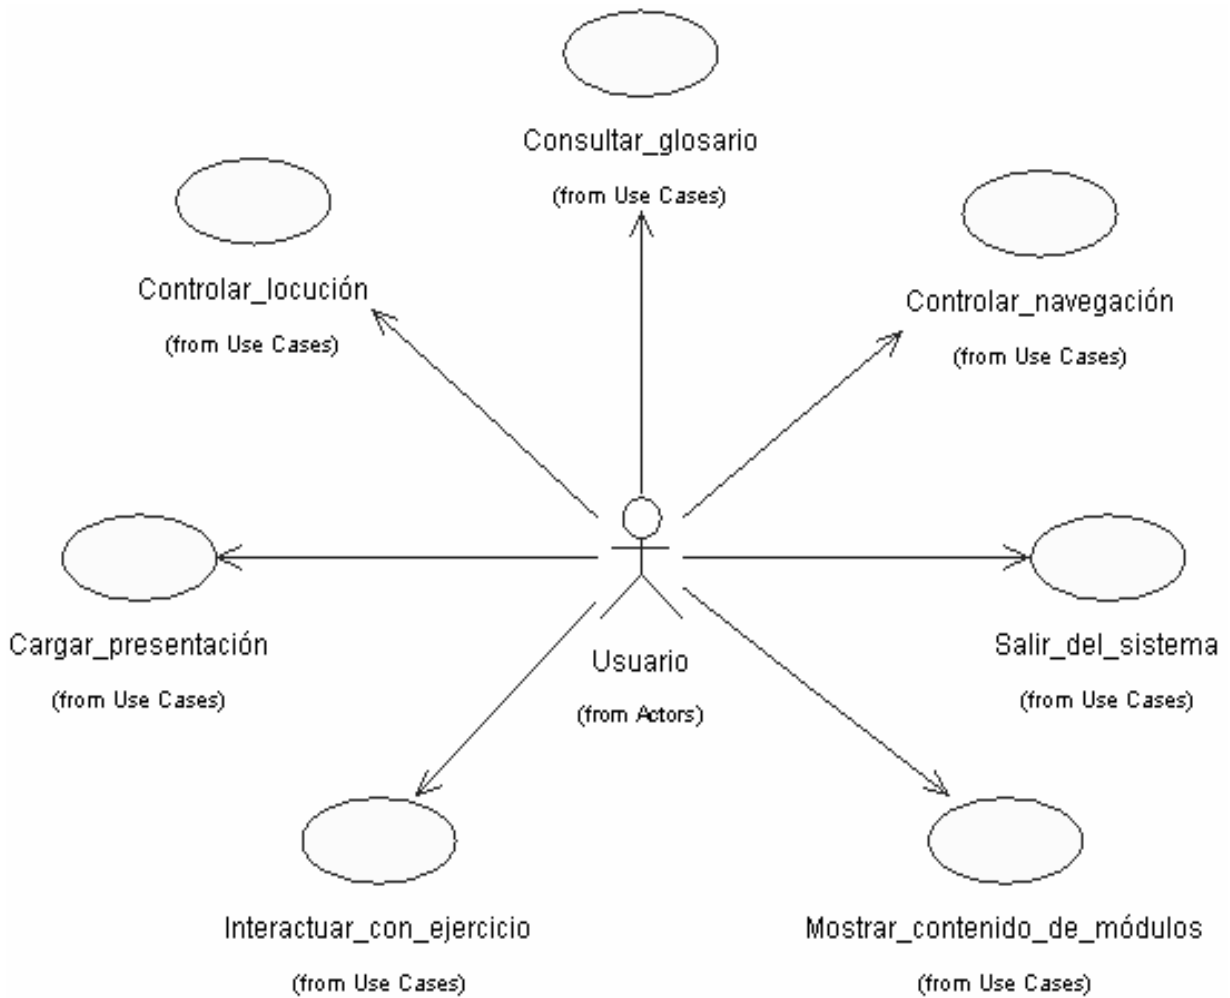 Consultar_glosario
(from Use Cases)
Controlar_locución
(from Use Cases)
Controlar_navegación
(from Use Cases)
Cargar_presentación
(from Use Cases)
Usuario
(from Actors)
Salir_del_sistema
(from Use Cases)
Interactuar_con_ejercicio
(from Use Cases)
Mostrar_contenido_de_módulos
(from Use Cases)